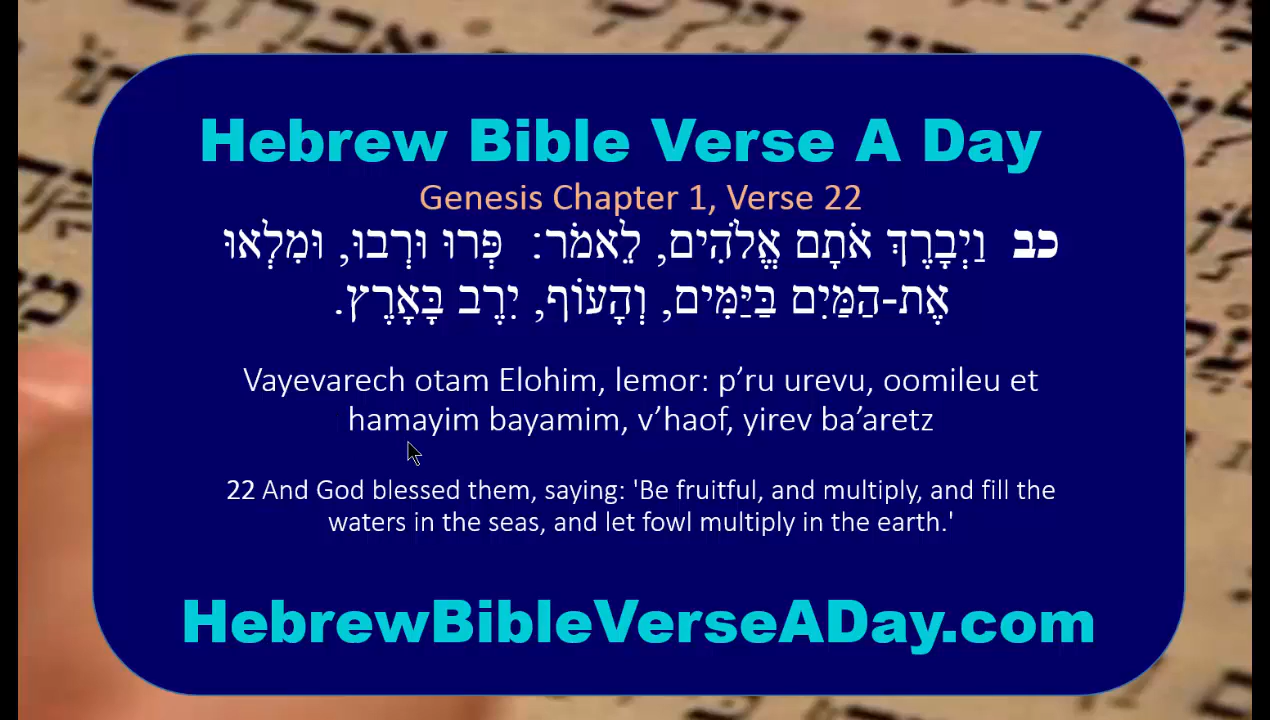 Hebrew Bible Verse A Day
Genesis Chapter 1, Verse 22
כב  וַיְבָרֶךְ אֹתָם אֱלֹהִים, לֵאמֹר:  פְּרוּ וּרְבוּ, וּמִלְאוּ
אֶת-הַמַּיִם בַּיַּמִּים, וְהָעוֹף, יִרֶב בָּאָרֶץ.
Vayevarech otam Elohim, lemor: p’ru urevu, oomileu et
hamayim bayamim, v’haof, yirev ba’aretz
22 And God blessed them, saying: 'Be fruitful, and multiply, and fill the
waters in the seas, and let fowl multiply in the earth.'
HebrewBibleVerseADay.com